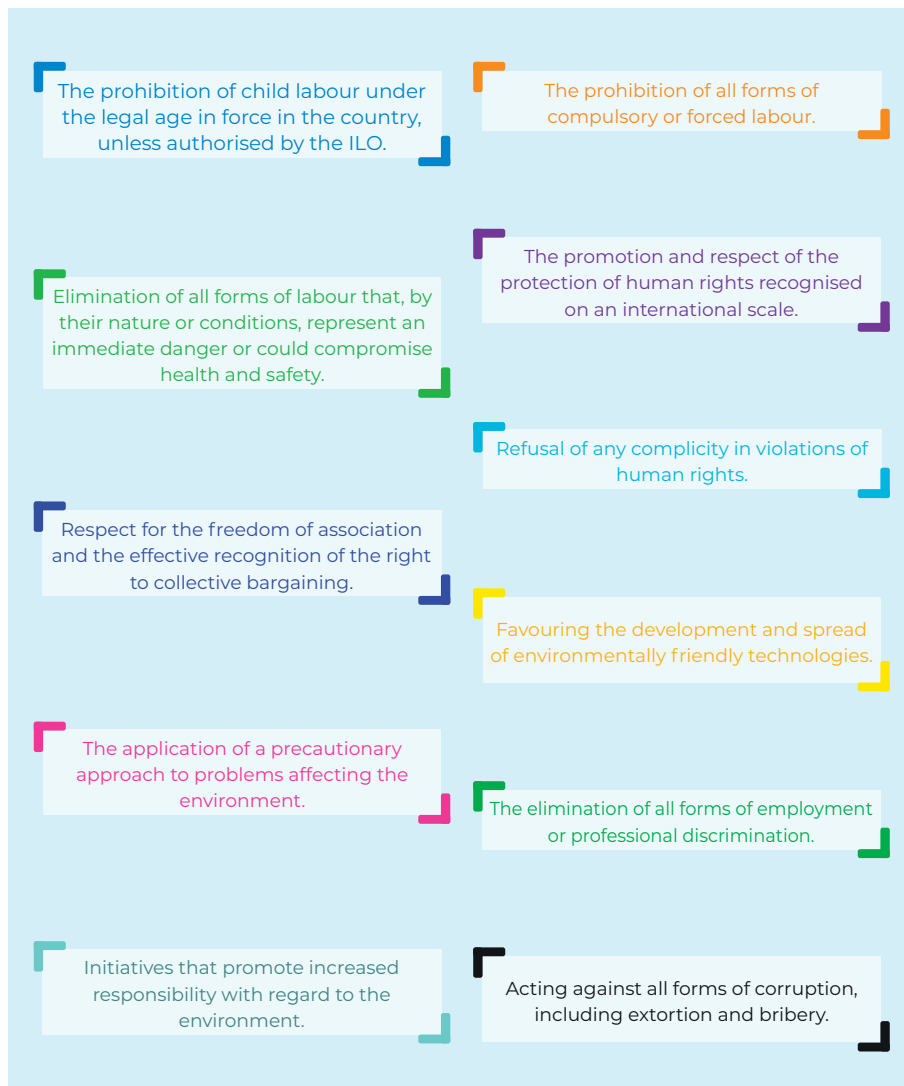 The prohibition of child labour under
the legal age in force in the country,
unless authorised by the ILO.
The prohibition of all forms of
compulsory or forced labour.
Elimination of all forms of labour that, by
their nature or conditions, represent an
immediate danger or could compromise
health and safety.
The promotion and respect of the
protection of human rights recognised
on an international scale.
Respect for the freedom of association
and the effective recognition of the right
to collective bargaining.
Refusal of any complicity in violations of
human rights.
The application of a precautionary
approach to problems affecting the
environment.
Favouring the development and spread
of environmentally friendly technologies.
Initiatives that promote increased
responsibility with regard to the
environment.
The elimination of all forms of employment
or professional discrimination.
Acting against all forms of corruption,
including extortion and bribery.